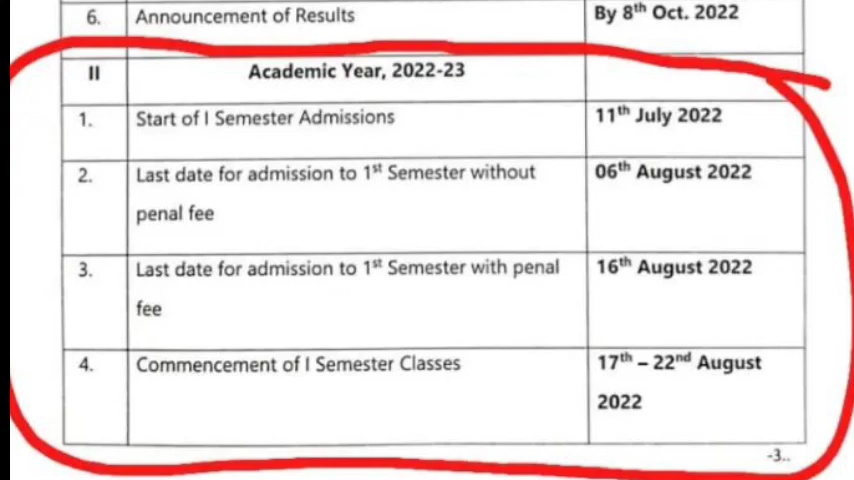 6. Announcement of Results By 8th Oct. 2022
II Academic Year, 2022-23
1. Start of I Semester Admissions 11th July 2022
2. Last date for admission to 1st Semester without 06th August 2022
penal fee
3. Last date for admission to 1st Semester with penal 16th August 2022
fee
4. Commencement of I Semester Classes 17th – 22nd August
2022
-3..